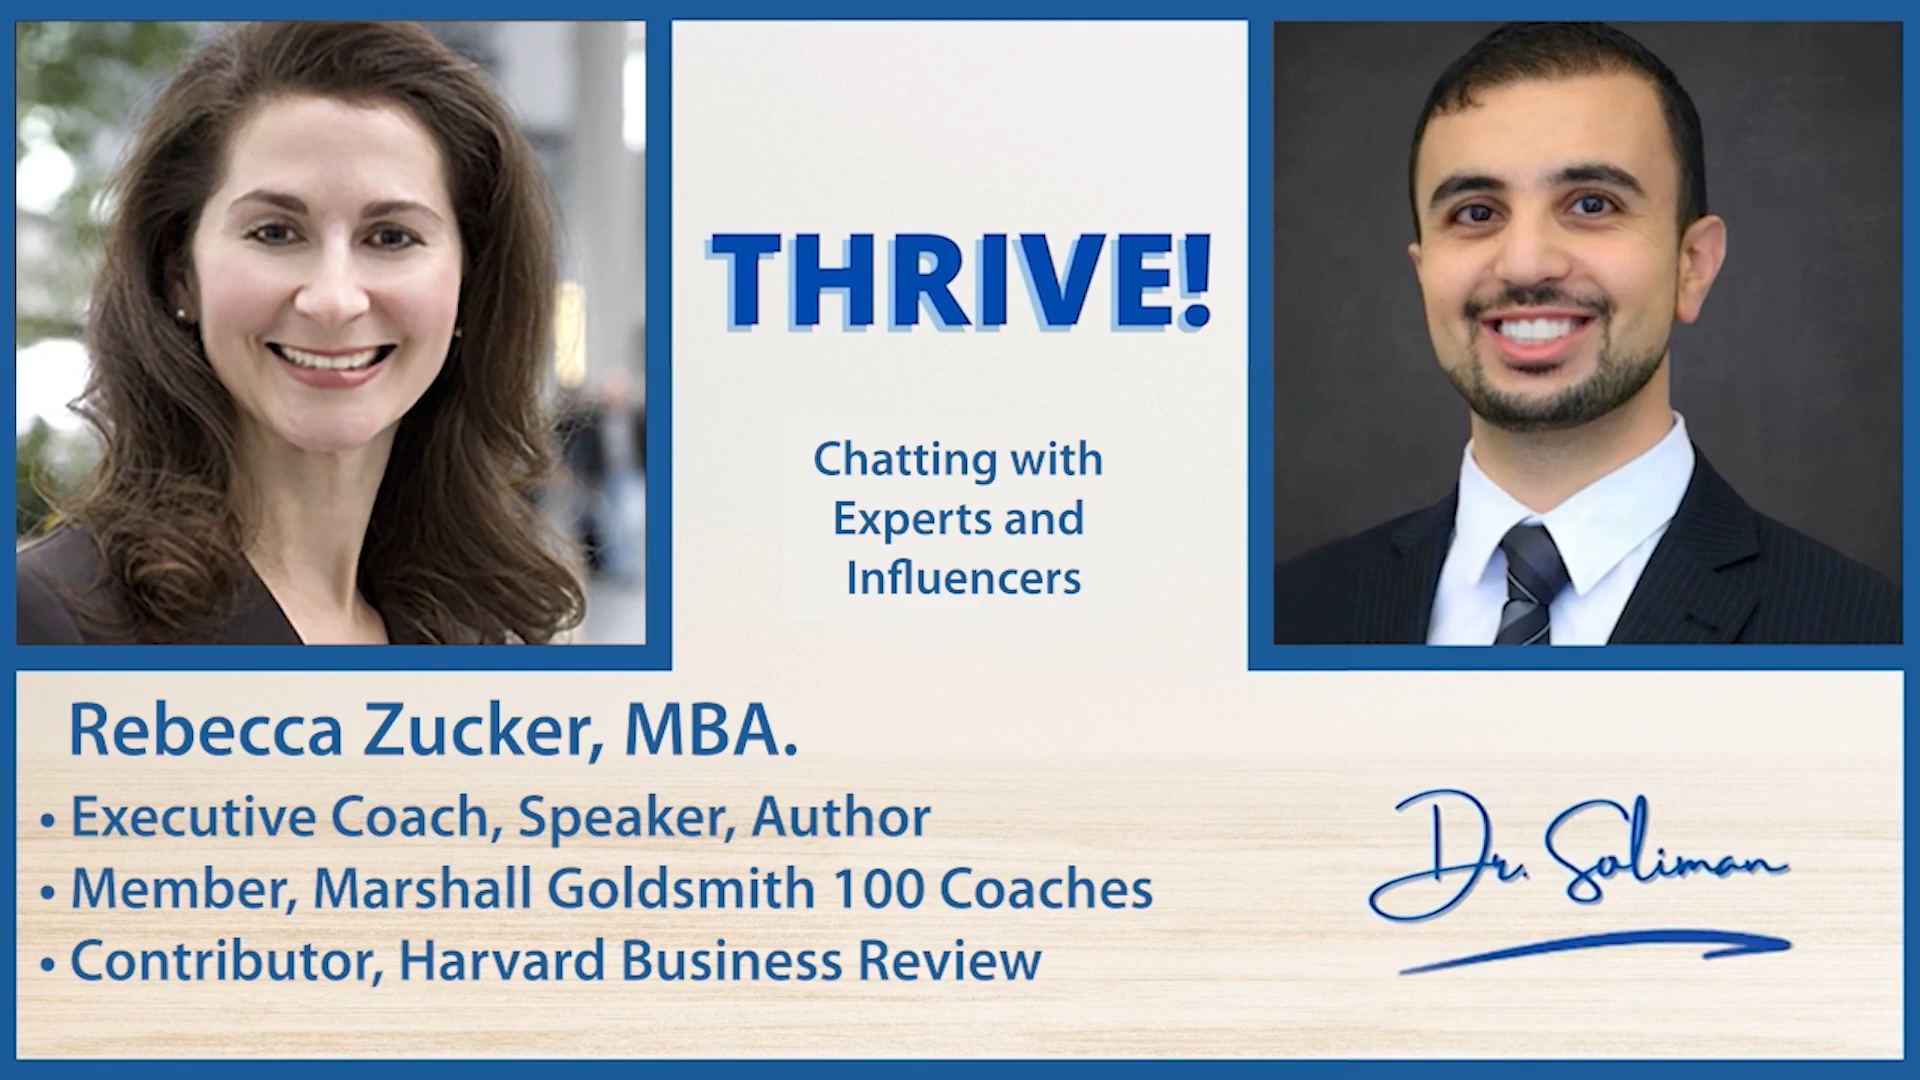 THRIVE!
Chatting with
Experts and
Influencers
Rebecca Zucker, MBA.
• Executive Coach, Speaker, Author
• Member, Marshall Goldsmith 100 Coaches
• Contributor, Harvard Business Review
Dr. Soliman